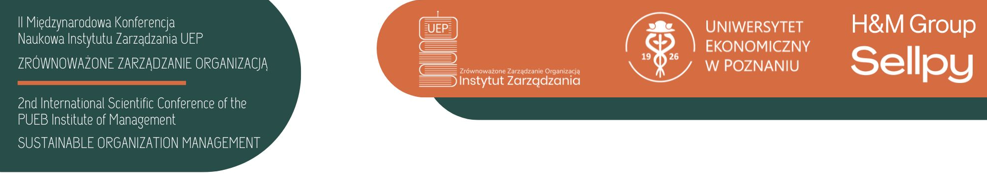 II Międzynarodowa Konferencja
Naukowa Instytutu Zarządzania UEP
ZRÓWNOWAŻONE ZARZĄDZANIE ORGANIZACJĄ
2nd International Scientific Conference of the
PUEB Institute of Management
SUSTAINABLE ORGANIZATION MANAGEMENT
UEP
Zrównoważone Zarządzanie Organizacją
Instytut Zarządzania
19 26
UNIWERSYTET
EKONOMICZNY
W POZNANIU
H&M Group
Sellpy